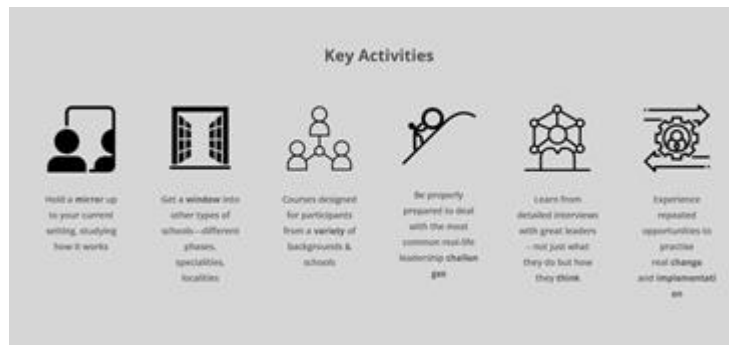 Key Activities
Hold a mirror up
to your current
setting, studying
how it works
Get a window into
other types of
schools – different
phases,
specialities,
localities
Courses designed
for participants
from a variety of
backgrounds &
schools
Be properly
prepared to deal
with the most
common real-life
leadership challen
ges
Learn from
detailed interviews
with great leaders
– not just what
they do but how
they think
Experience
repeated
opportunities to
practise
real change
and implementati
on